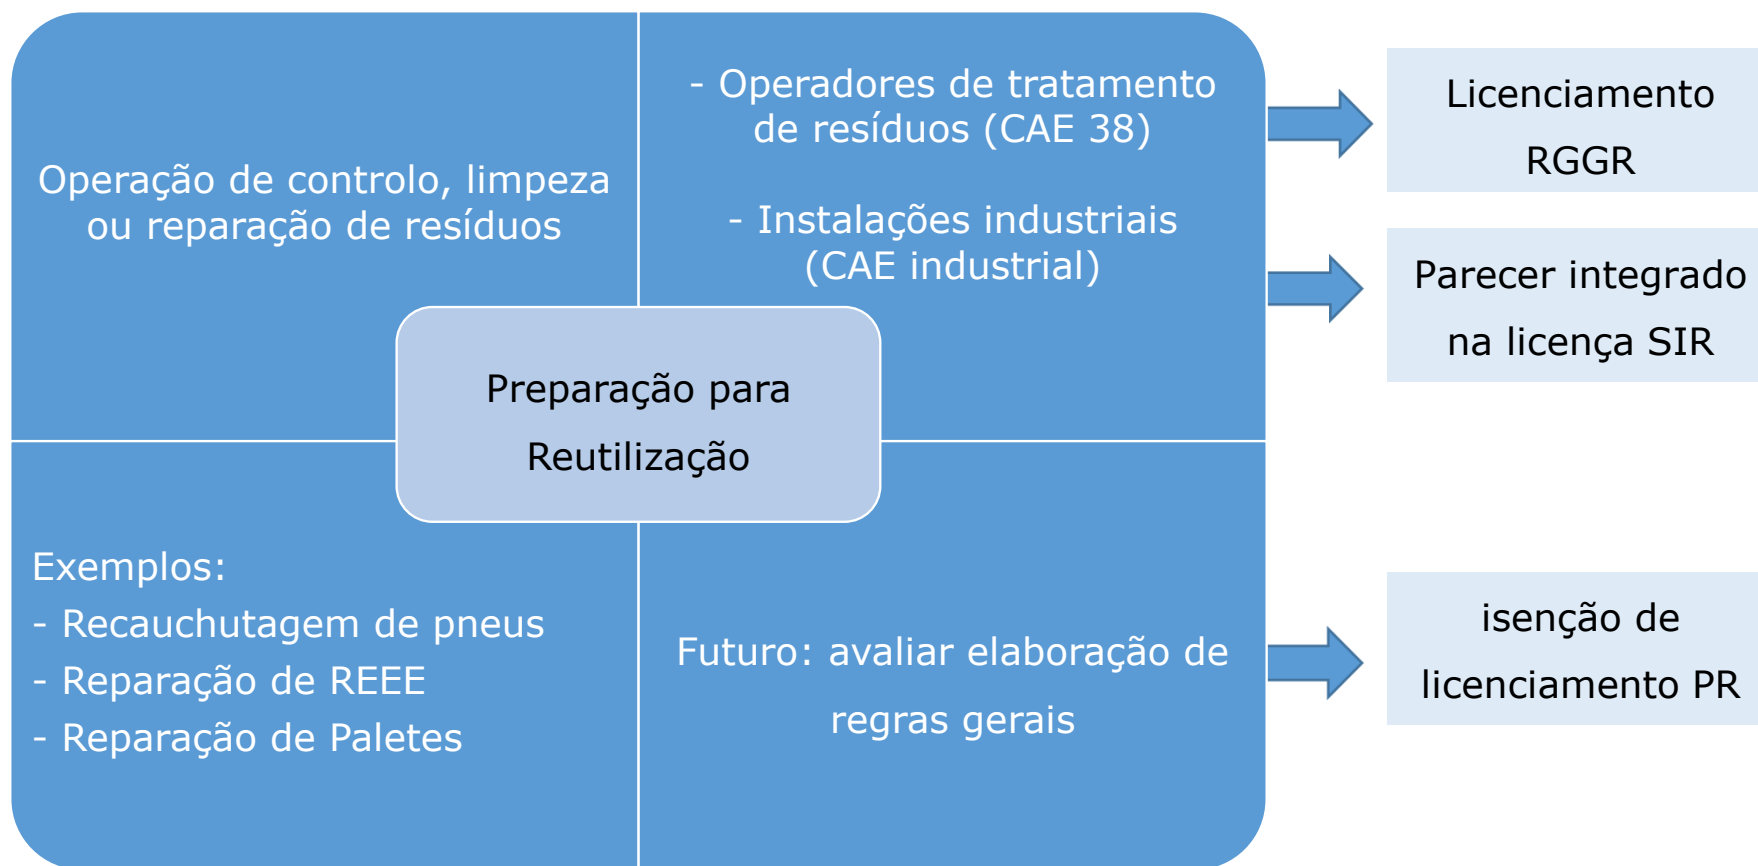 Operação de controlo, limpeza
ou reparação de resíduos
- Operadores de tratamento
de resíduos (CAE 38)
- Instalações industriais
(CAE industrial)
Licenciamento
RGGR
Parecer integrado
na licença SIR
Preparação para
Reutilização
Exemplos:
- Recauchutagem de pneus
- Reparação de REEE
- Reparação de Paletes
Futuro: avaliar elaboração de
regras gerais
isenção de
licenciamento PR